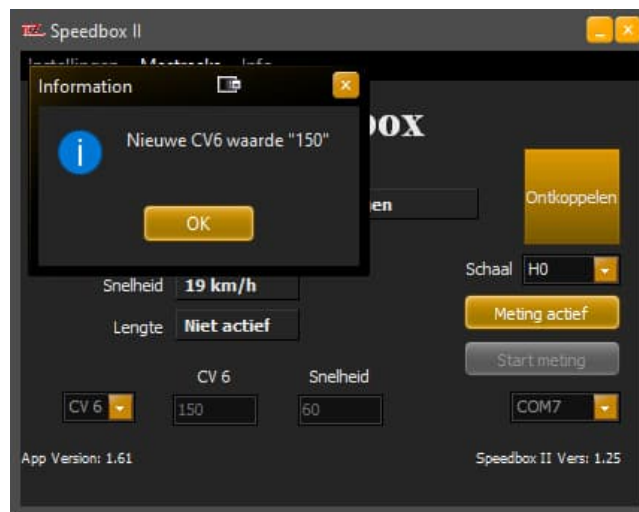 Speedbox II
Information
Nieuwe CV6 waarde "150"
OK
Ontkoppelen
Schaal H0
Snelheid 19 km/h
Meting actief
Lengte Niet actief
Start meting
CV 6 Snelheid
CV 6 150 60 COM7
App Version: 1.61 Speedbox II Vers: 1.25